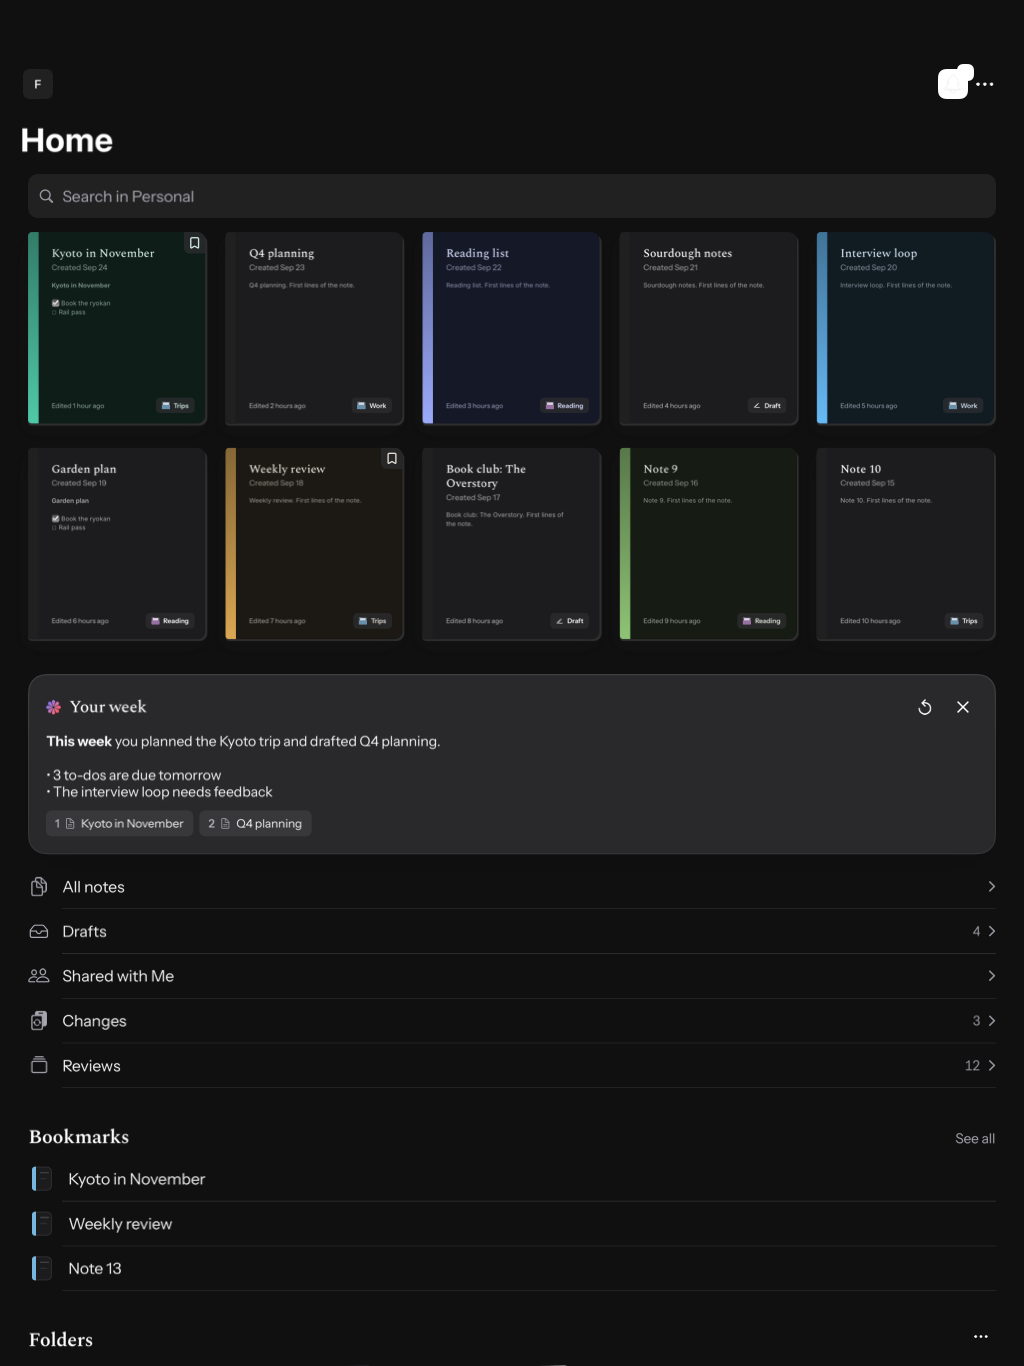 F
Home
Search in Personal
Kyoto in November
Created Sep 24
Kyoto in November
Book the ryokan
Rail pass
Edited 1 hour ago
Trips
Q4 planning
Created Sep 23
Q4 planning. First lines of the note.
Edited 2 hours ago
Work
Reading list
Created Sep 22
Reading list. First lines of the note.
Edited 3 hours ago
Reading
Sourdough notes
Created Sep 21
Sourdough notes. First lines of the note.
Edited 4 hours ago
Draft
Interview loop
Created Sep 20
Interview loop. First lines of the note.
Edited 5 hours ago
Work
Garden plan
Created Sep 19
Garden plan
Book the ryokan
Rail pass
Edited 6 hours ago
Reading
Weekly review
Created Sep 18
Weekly review. First lines of the note.
Edited 7 hours ago
Trips
Book club: The
Overstory
Created Sep 17
Book club: The Overstory. First lines of
the note.
Edited 8 hours ago
Draft
Note 9
Created Sep 16
Note 9. First lines of the note.
Edited 9 hours ago
Reading
Note 10
Created Sep 15
Note 10. First lines of the note.
Edited 10 hours ago
Trips
Your week
This week you planned the Kyoto trip and drafted Q4 planning.
• 3 to-dos are due tomorrow
• The interview loop needs feedback
1 Kyoto in November
2 Q4 planning
All notes
Drafts 4
Shared with Me
Changes 3
Reviews 12
Bookmarks
See all
Kyoto in November
Weekly review
Note 13
Folders